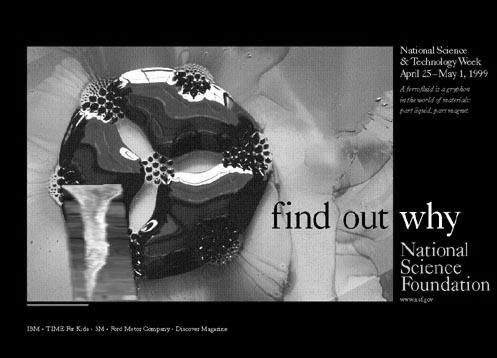 National Science
& Technology Week
April 25-May 1, 1999
A ferrofluid is a gryphon
in the world of materials:
part liquid, part magnet.
find out why
National
Science
Foundation
www.nsf.gov
IBM • TIME For Kids • 3M • Ford Motor Company • Discover Magazine